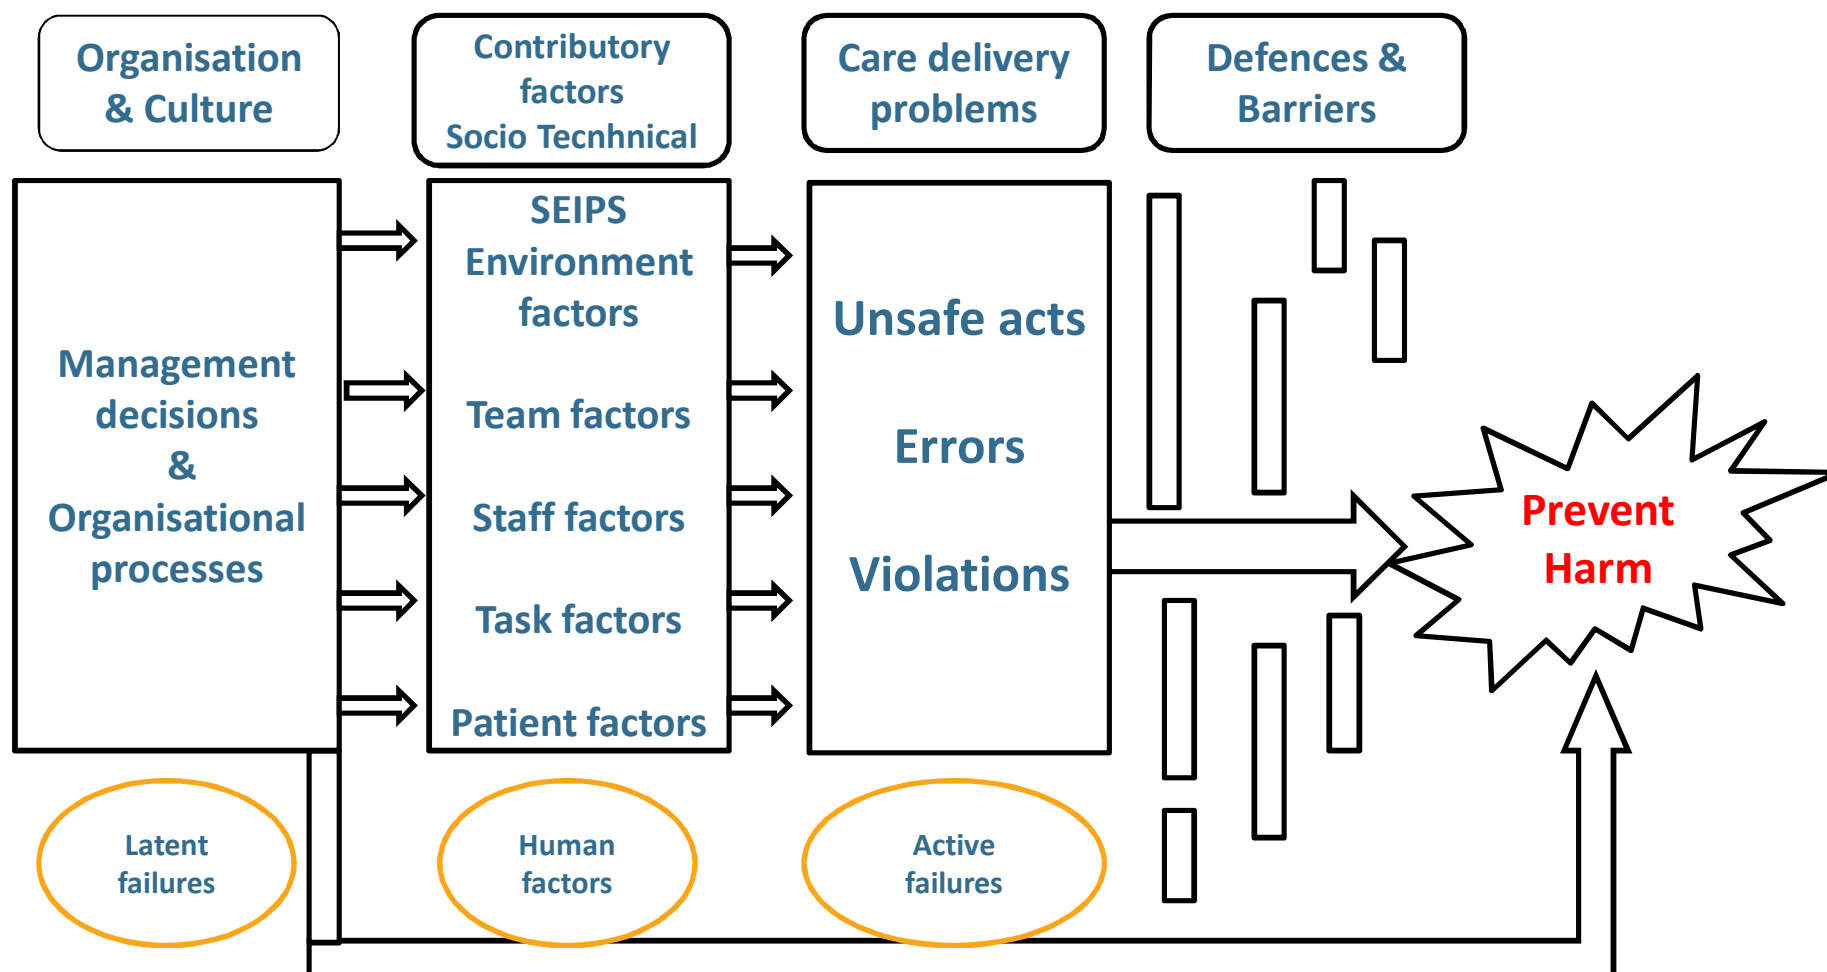 Organisation
& Culture
Contributory
factors
Socio Tecnhnical
Care delivery
problems
Defences &
Barriers
Management
decisions
&
Organisational
processes
SEIPS
Environment
factors
Team factors
Staff factors
Task factors
Patient factors
Unsafe acts
Errors
Violations
Prevent
Harm
Latent
failures
Human
factors
Active
failures